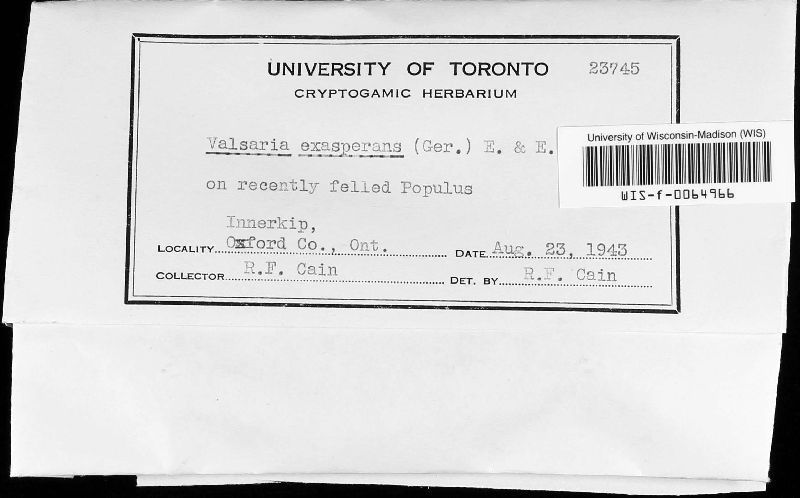 UNIVERSITY OF TORONTO 23745
CRYPTOGAMIC HERBARIUM
Valsaria exasperans (Ger.) E. & E.
University of Wisconsin-Madison (WIS)
WIS-f-0064966
on recently felled Populus
Innerkip,
LOCALITY Oxford Co., Ont. DATE Aug. 23, 1943
COLLECTOR R.F. Cain DET. BY R.F. Cain